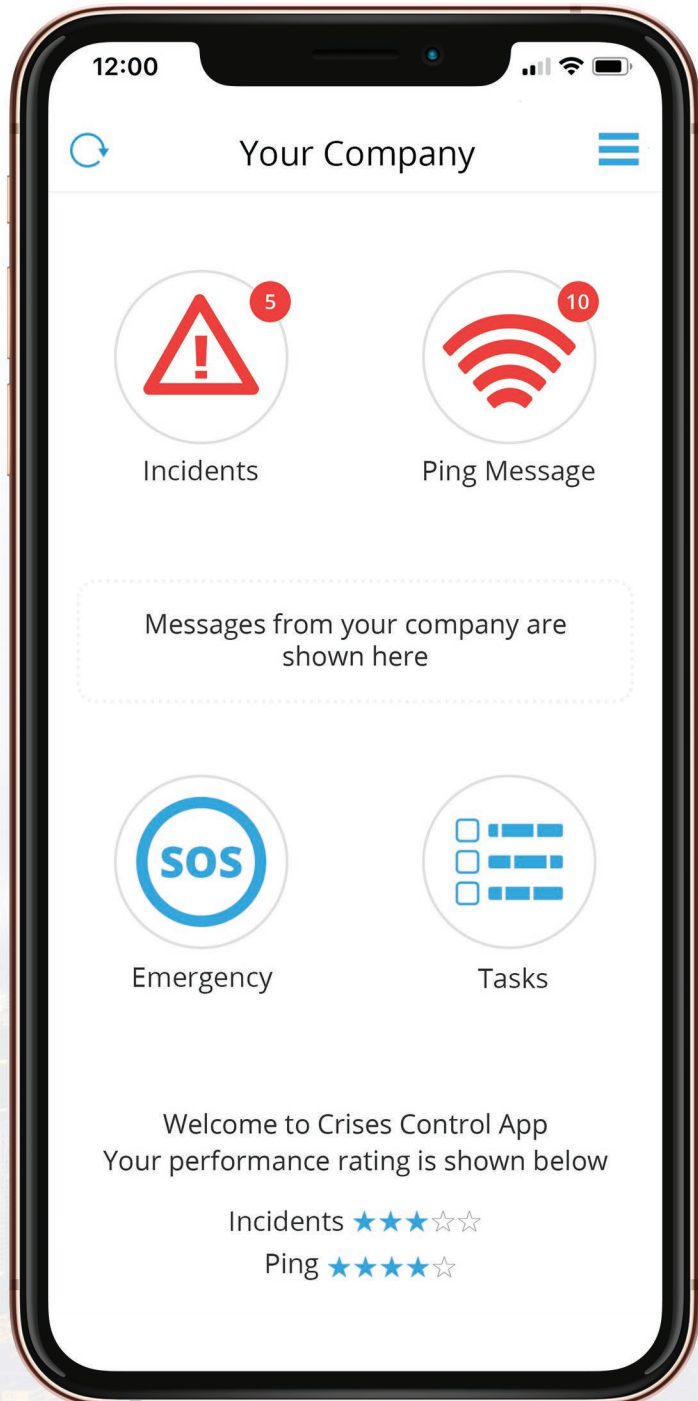 12:00
Your Company
5
10
!
Incidents
Ping Message
Messages from your company are
shown here
SOS
Emergency
Tasks
Welcome to Crises Control App
Your performance rating is shown below
Incidents ★★★☆☆
Ping ★★★★☆